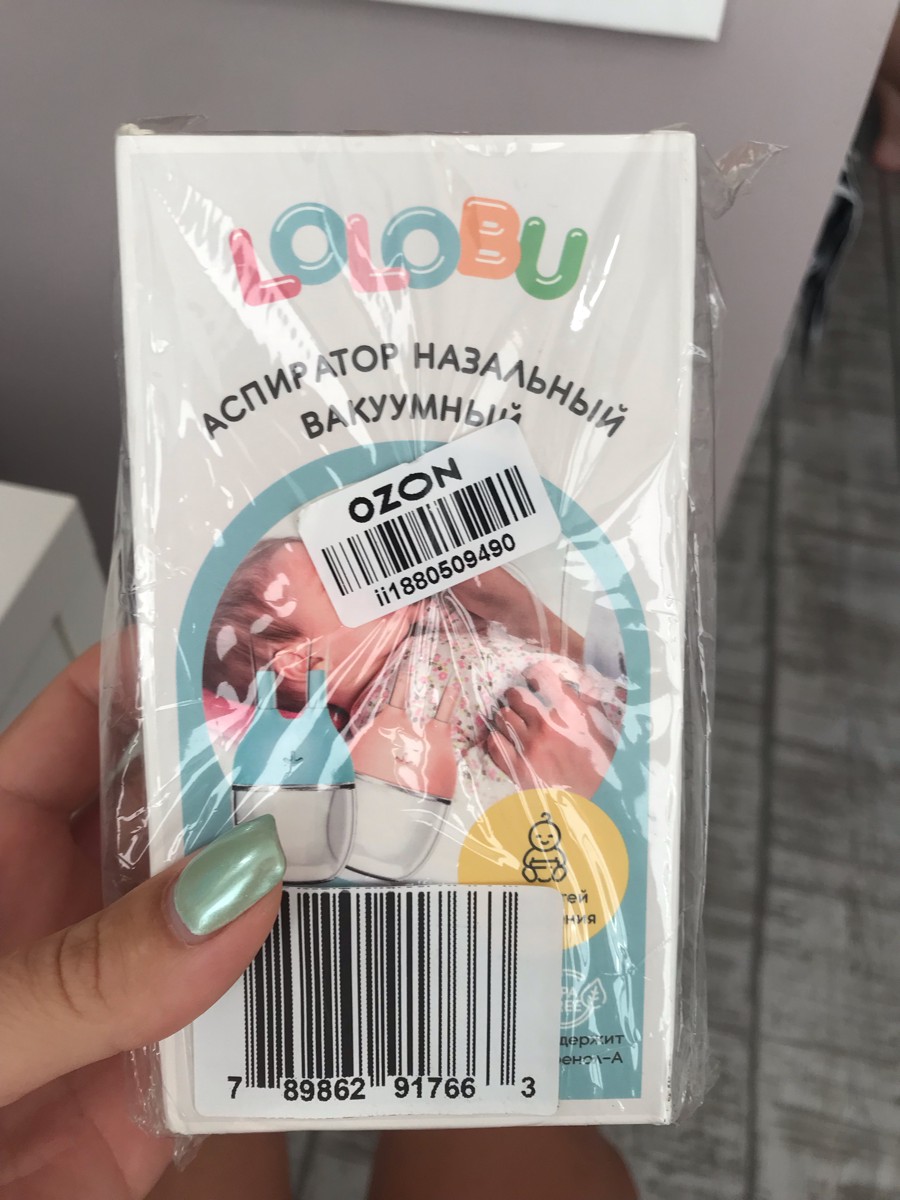 LOLOBU
АСПИРАТОР НАЗАЛЬНЫЙ
ВАКУУМНЫЙ
OZON
ii1880509490
7 89862 91766 3